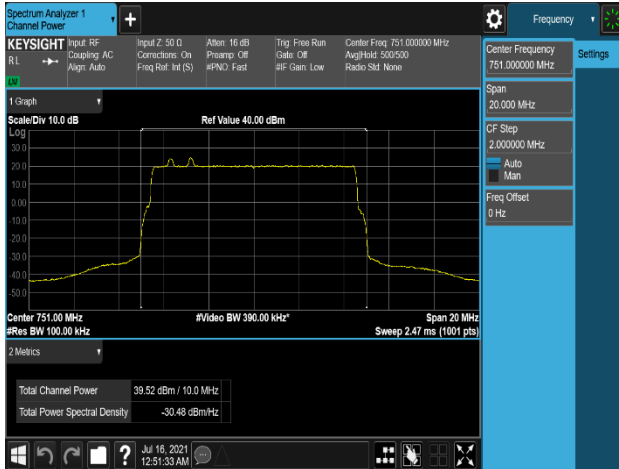 Spectrum Analyzer 1
Channel Power
Frequency
KEYSIGHT
R L
LXI
Input: RF
Coupling: AC
Align: Auto
Input Z: 50 Ω
Corrections: On
Freq Ref: Int (S)
Atten: 16 dB
Preamp: Off
#PNO: Fast
Trig: Free Run
Gate: Off
#IF Gain: Low
Center Freq: 751.000000 MHz
Avg|Hold: 500/500
Radio Std: None
Center Frequency
751.000000 MHz
Settings
Span
20.000 MHz
CF Step
2.000000 MHz
Auto
Man
Freq Offset
0 Hz
1 Graph
Scale/Div 10.0 dB
Ref Value 40.00 dBm
Log
30.0
20.0
10.0
0.00
-10.0
-20.0
-30.0
-40.0
-50.0
Center 751.00 MHz
#Video BW 390.00 kHz*
Span 20 MHz
#Res BW 100.00 kHz
Sweep 2.47 ms (1001 pts)
2 Metrics
Total Channel Power 39.52 dBm / 10.0 MHz
Total Power Spectral Density -30.48 dBm/Hz
?
Jul 16, 2021
12:51:33 AM